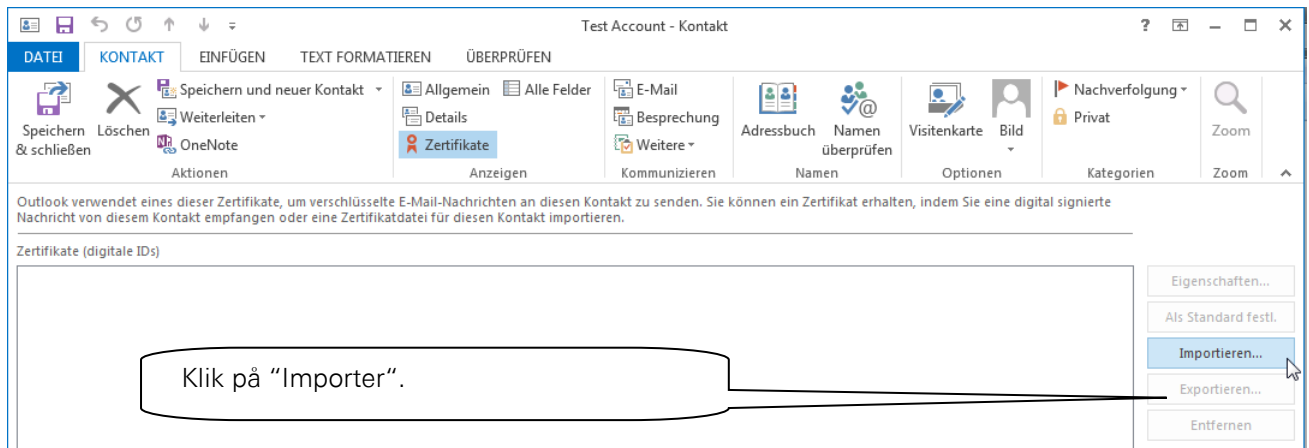 Test Account - Kontakt
DATEI KONTAKT EINFÜGEN TEXT FORMATIEREN ÜBERPRÜFEN
Speichern & schließen
Löschen
Speichern und neuer Kontakt
Weiterleiten
OneNote
Aktionen
Allgemein
Alle Felder
Details
Zertifikate
Anzeigen
E-Mail
Besprechung
Weitere
Kommunizieren
Adressbuch
Namen überprüfen
Namen
Visitenkarte
Bild
Optionen
Nachverfolgung
Privat
Kategorien
Zoom
Zoom
Outlook verwendet eines dieser Zertifikate, um verschlüsselte E-Mail-Nachrichten an diesen Kontakt zu senden. Sie können ein Zertifikat erhalten, indem Sie eine digital signierte
Nachricht von diesem Kontakt empfangen oder eine Zertifikatdatei für diesen Kontakt importieren.
Zertifikate (digitale IDs)
Eigenschaften...
Als Standard festl.
Importieren...
Exportieren...
Entfernen
Klik på “Importer“.